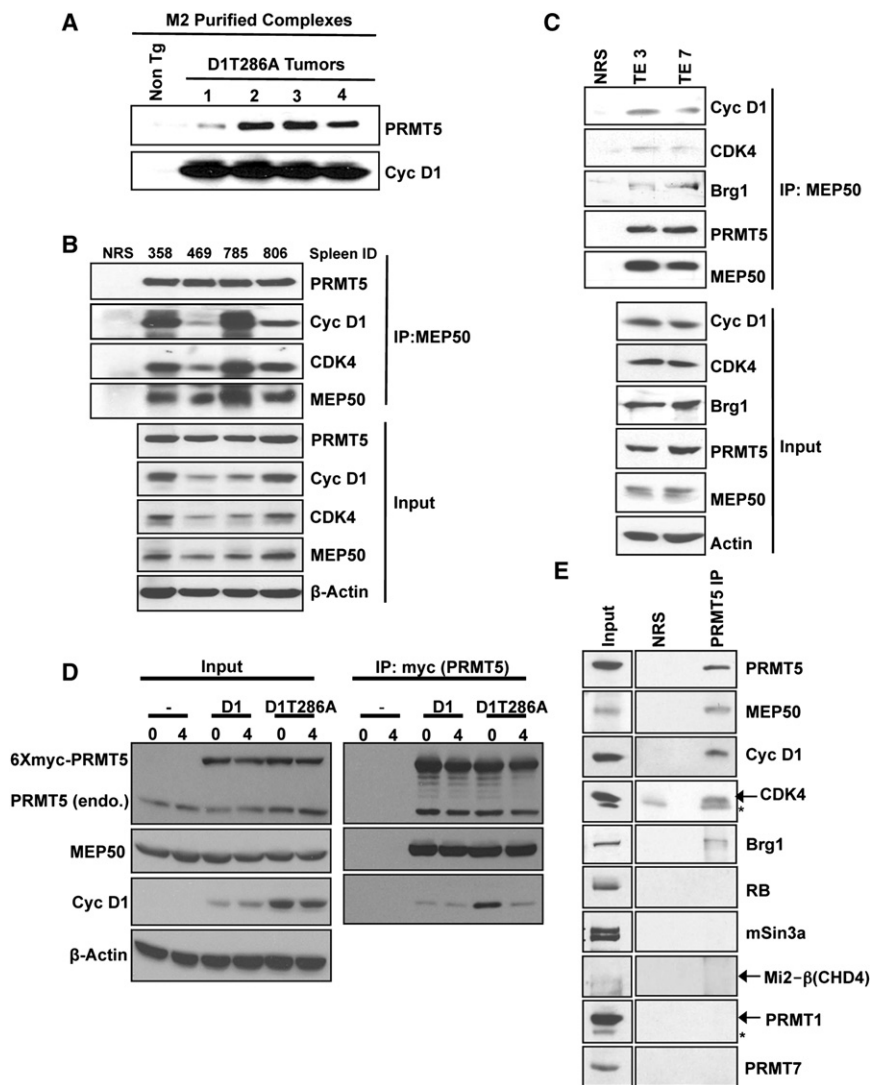 A
M2 Purified Complexes
Non Tg
D1T286A Tumors
1 2 3 4
PRMT5
Cyc D1
B
NRS 358 469 785 806 Spleen ID
PRMT5
Cyc D1
CDK4
MEP50
IP:MEP50
PRMT5
Cyc D1
CDK4
MEP50
β-Actin
Input
C
NRS TE 3 TE 7
Cyc D1
CDK4
Brg1
PRMT5
MEP50
IP: MEP50
Cyc D1
CDK4
Brg1
PRMT5
MEP50
Actin
Input
D
Input
- D1 D1T286A
0 4 0 4 0 4
6Xmyc-PRMT5
PRMT5 (endo.)
MEP50
Cyc D1
β-Actin
IP: myc (PRMT5)
- D1 D1T286A
0 4 0 4 0 4
E
Input NRS PRMT5 IP
PRMT5
MEP50
Cyc D1
CDK4
*
Brg1
RB
mSin3a
Mi2-β(CHD4)
PRMT1
*
PRMT7